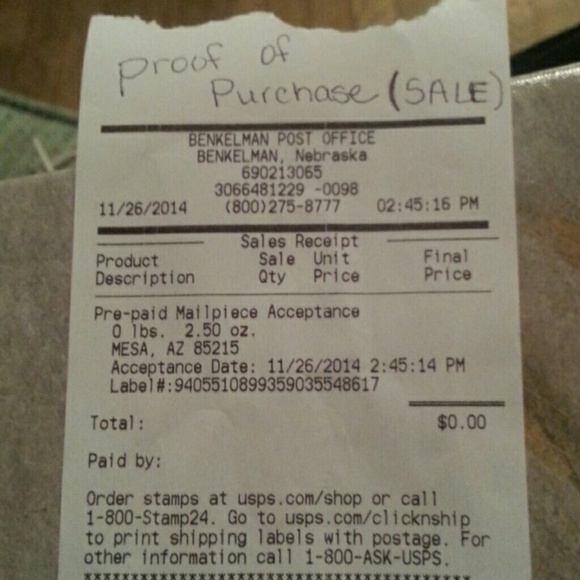 Proof of
Purchase (SALE)
BENKELMAN POST OFFICE
BENKELMAN, Nebraska
690213065
3066481229 -0098
11/26/2014 (800)275-8777 02:45:16 PM
Sales Receipt
Product Sale Unit Final
Description Qty Price Price
Pre-paid Mailpiece Acceptance
0 lbs. 2.50 oz.
MESA, AZ 85215
Acceptance Date: 11/26/2014 2:45:14 PM
Label#:9405510899359035548617
Total: $0.00
Paid by:
Order stamps at usps.com/shop or call
1-800-Stamp24. Go to usps.com/clicknship
to print shipping labels with postage. For
other information call 1-800-ASK-USPS.
****************************************